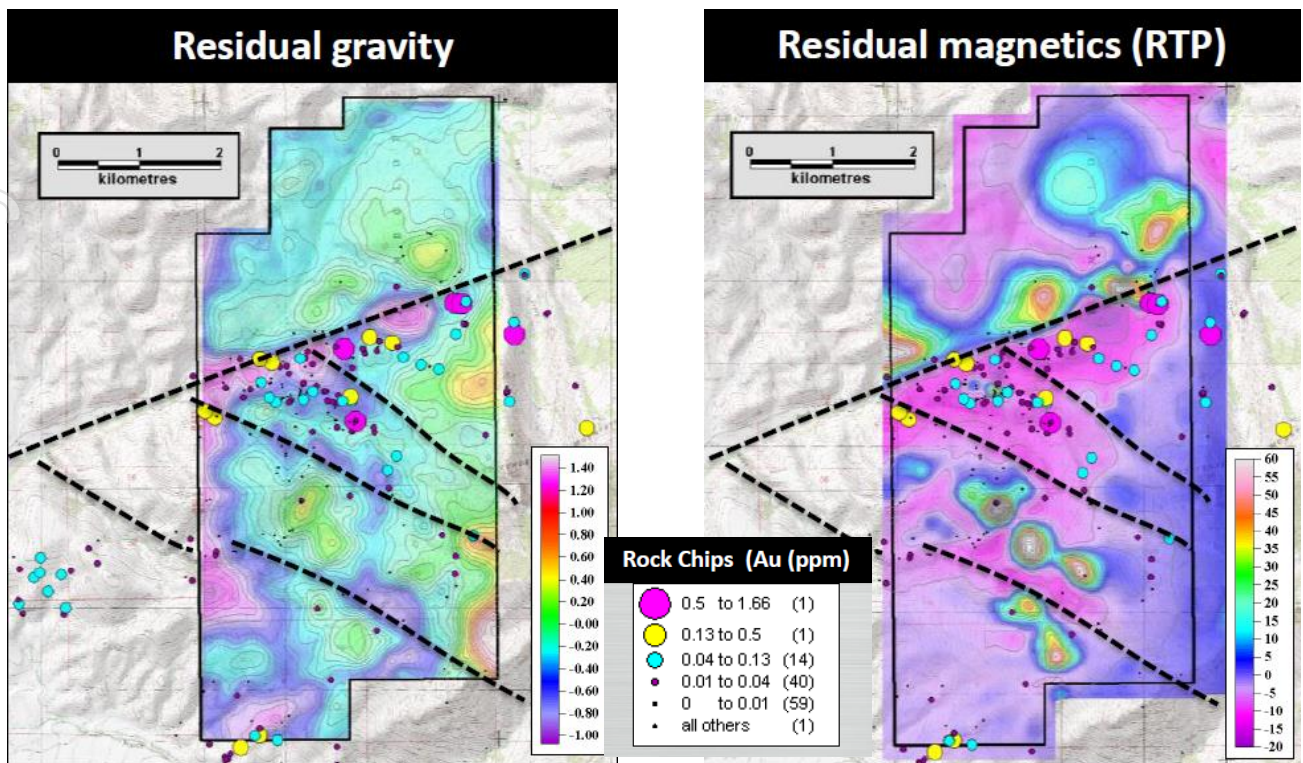 Residual gravity
0 1 2
kilometres
1.40
1.20
1.00
0.80
0.60
0.40
0.20
-0.00
-0.20
-0.40
-0.60
-0.80
-1.00
Residual magnetics (RTP)
0 1 2
kilometres
60
55
50
45
40
35
30
25
20
15
10
5
0
-5
-10
-15
-20
Rock Chips (Au (ppm)
0.5 to 1.66 (1)
0.13 to 0.5 (1)
0.04 to 0.13 (14)
0.01 to 0.04 (40)
0 to 0.01 (59)
all others (1)